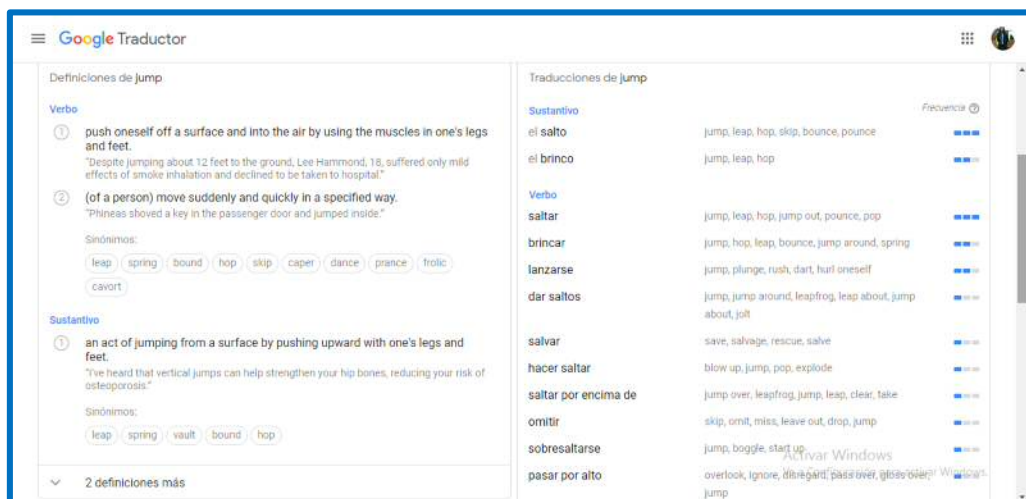 Google Traductor
Definiciones de jump
Verbo
1 push oneself off a surface and into the air by using the muscles in one's legs
and feet.
"Despite jumping about 12 feet to the ground, Lee Hammond, 18, suffered only mild
effects of smoke inhalation and declined to be taken to hospital."
2 (of a person) move suddenly and quickly in a specified way.
"Phineas shoved a key in the passenger door and jumped inside."
Sinónimos:
leap spring bound hop skip caper dance prance frolic
cavort
Sustantivo
1 an act of jumping from a surface by pushing upward with one's legs and
feet.
"I've heard that vertical jumps can help strengthen your hip bones, reducing your risk of
osteoporosis."
Sinónimos:
leap spring vault bound hop
2 definiciones más
Traducciones de jump
Sustantivo Frecuencia
el salto jump, leap, hop, skip, bounce, pounce
el brinco jump, leap, hop
Verbo
saltar jump, leap, hop, jump out, pounce, pop
brincar jump, hop, leap, bounce, jump around, spring
lanzarse jump, plunge, rush, dart, hurl oneself
dar saltos jump, jump around, leapfrog, leap about, jump
about, jolt
salvar save, salvage, rescue, salve
hacer saltar blow up, jump, pop, explode
saltar por encima de jump over, leapfrog, jump, leap, clear, take
omitir skip, omit, miss, leave out, drop, jump
sobresaltarse jump, boggle, start up
Activar Windows
pasar por alto overlook, ignore, disregard, pass over, gloss over,
jump
Ve a Configuración para activar Windows.